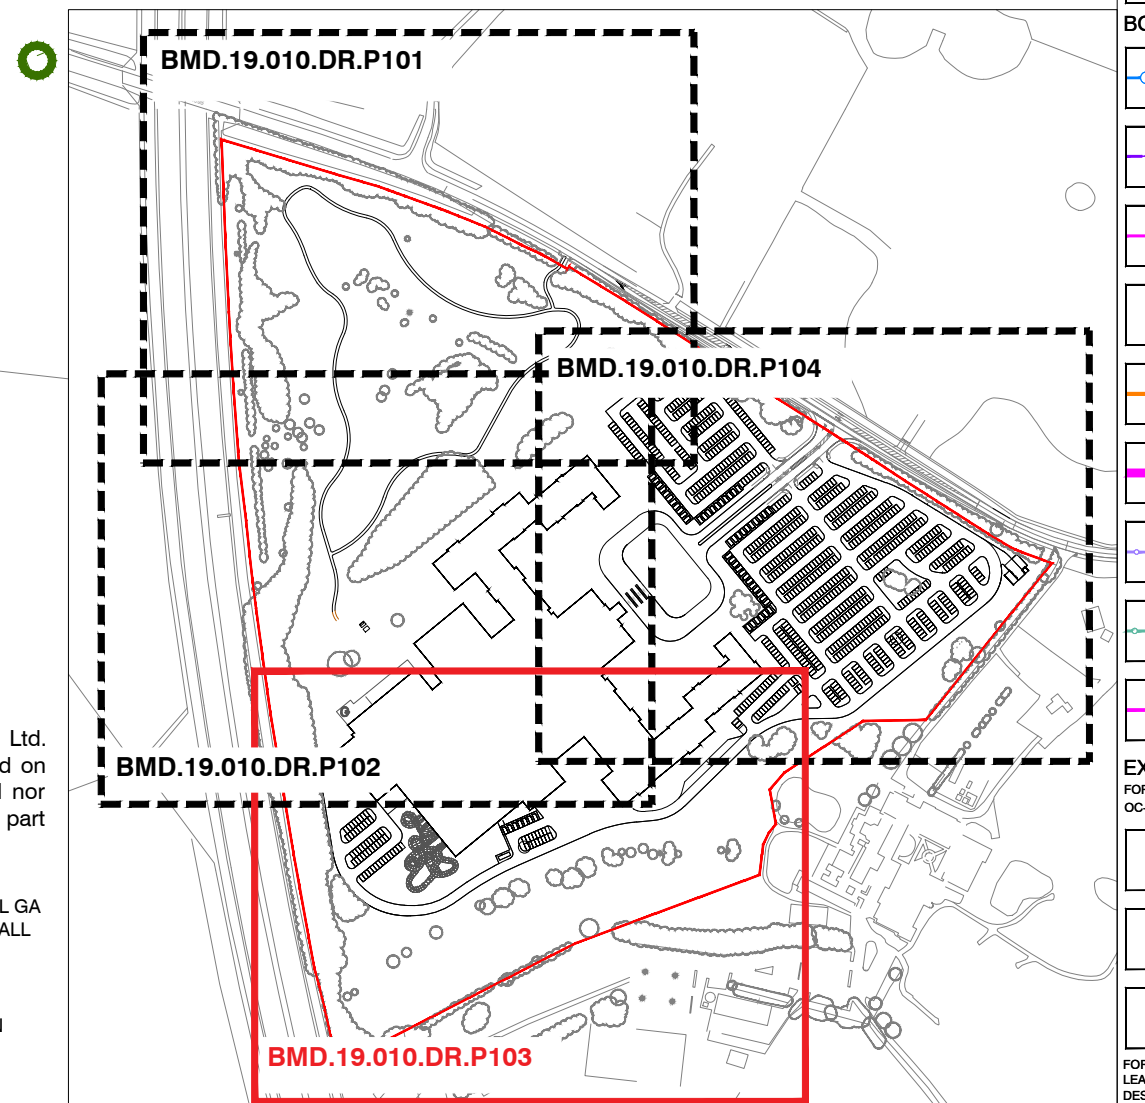 BMD.19.010.DR.P101
BMD.19.010.DR.P104
BMD.19.010.DR.P102
BMD.19.010.DR.P103
Ltd.
d on
nor
part
L GA
ALL
N
BO
EX
FOR
OC-
FOR
LEA
DES